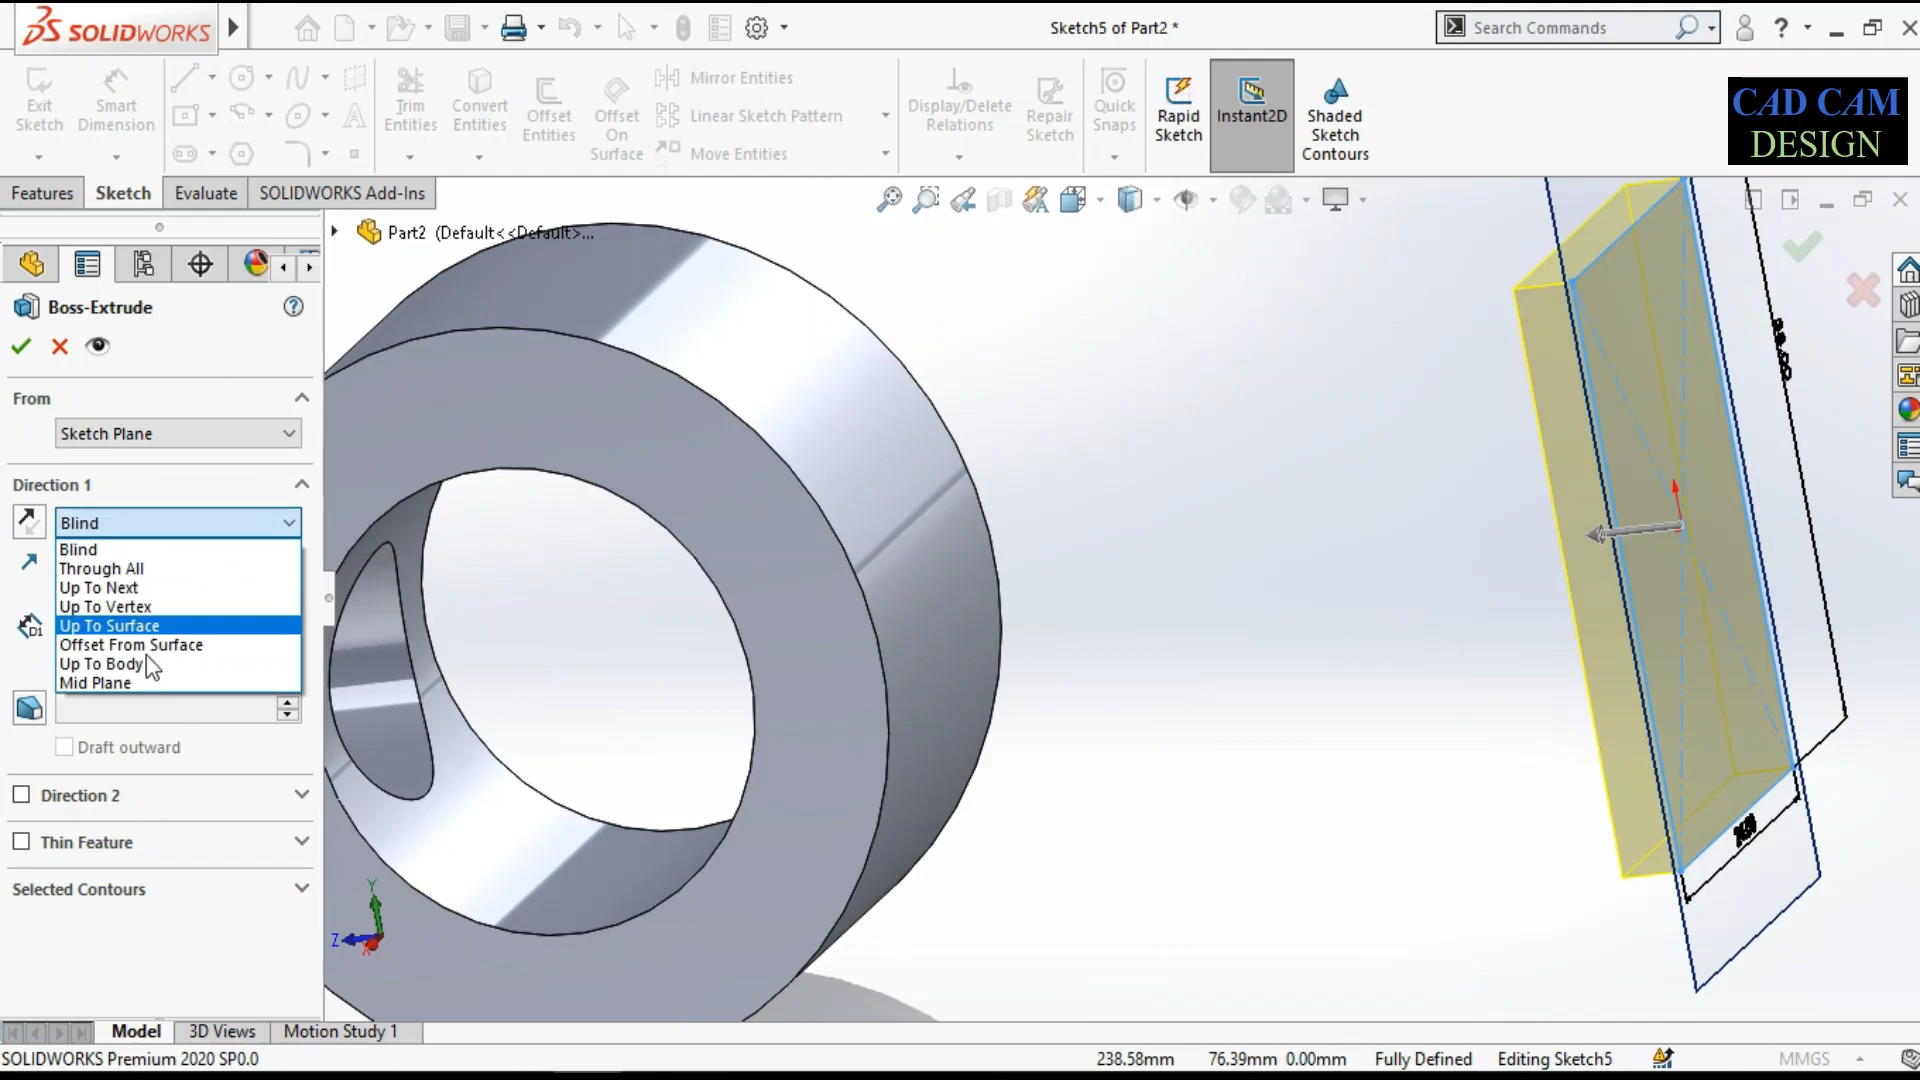 SOLIDWORKS
Sketch5 of Part2 *
Search Commands
?
Exit Sketch
Smart Dimension
Trim Entities
Convert Entities
Offset Entities
Offset On Surface
Mirror Entities
Linear Sketch Pattern
Move Entities
Display/Delete Relations
Repair Sketch
Quick Snaps
Rapid Sketch
Instant2D
Shaded Sketch Contours
CAD CAM
DESIGN
Features
Sketch
Evaluate
SOLIDWORKS Add-Ins
Part2 (Default<<Default>...
Boss-Extrude
?
From
Sketch Plane
Direction 1
Blind
Blind
Through All
Up To Next
Up To Vertex
Up To Surface
Offset From Surface
Up To Body
Mid Plane
D1
Draft outward
Direction 2
Thin Feature
Selected Contours
Y
Z
X
Model
3D Views
Motion Study 1
SOLIDWORKS Premium 2020 SP0.0
238.58mm
76.39mm
0.00mm
Fully Defined
Editing Sketch5
MMGS